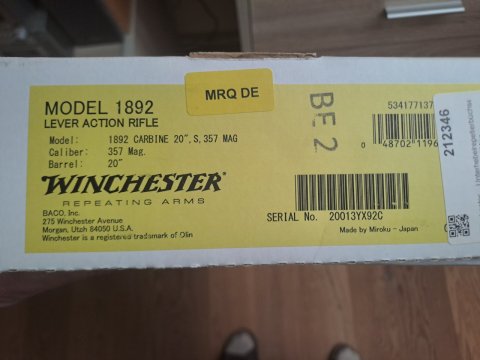 MRQ DE
MODEL 1892
LEVER ACTION RIFLE
Model: 1892 CARBINE 20",S,357 MAG
Caliber: 357 Mag.
Barrel: 20"
WINCHESTER®
REPEATING ARMS
BACO, Inc.
275 Winchester Avenue
Morgan, Utah 84050 U.S.A.
Winchester is a registered trademark of Olin
BE2
534177137
0 48702 1196
SERIAL No. 20013YX92C
Made by Miroku - Japan
212346